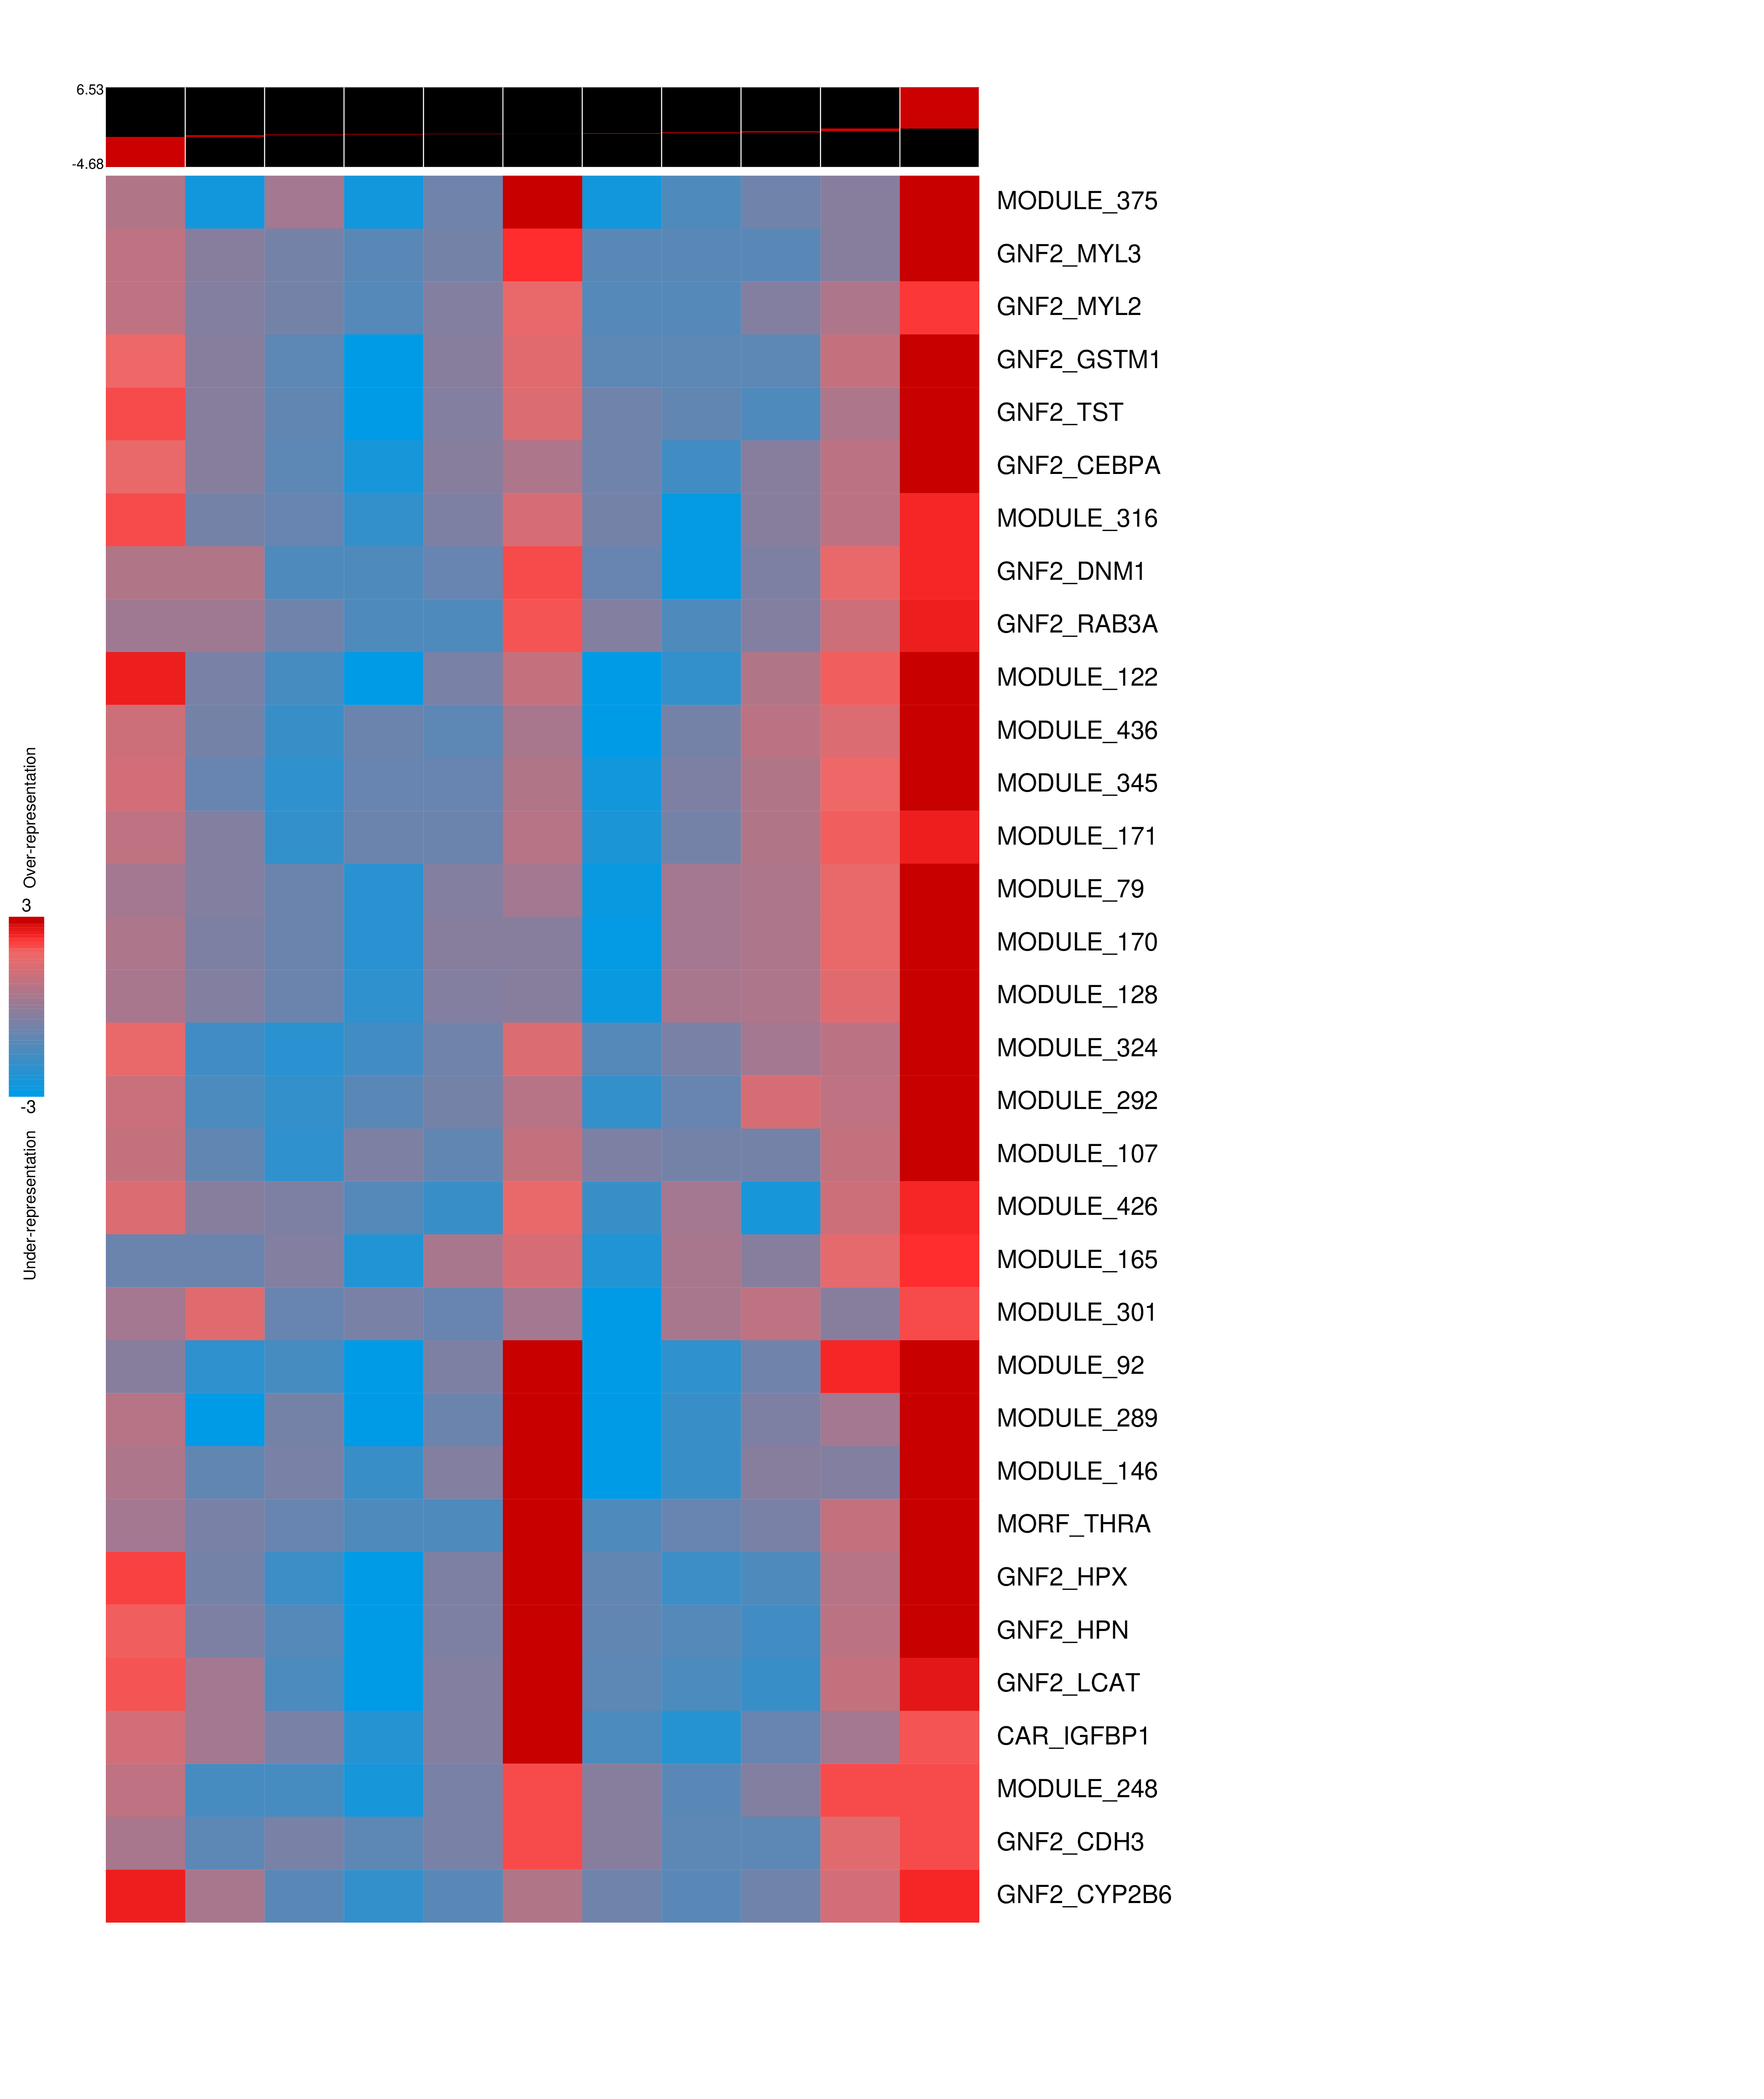 6.53
-4.68
MODULE_375
GNF2_MYL3
GNF2_MYL2
GNF2_GSTM1
GNF2_TST
GNF2_CEBPA
MODULE_316
GNF2_DNM1
GNF2_RAB3A
MODULE_122
MODULE_436
MODULE_345
MODULE_171
MODULE_79
MODULE_170
MODULE_128
MODULE_324
MODULE_292
MODULE_107
MODULE_426
MODULE_165
MODULE_301
MODULE_92
MODULE_289
MODULE_146
MORF_THRA
GNF2_HPX
GNF2_HPN
GNF2_LCAT
CAR_IGFBP1
MODULE_248
GNF2_CDH3
GNF2_CYP2B6
Over-representation
3
-3
Under-representation